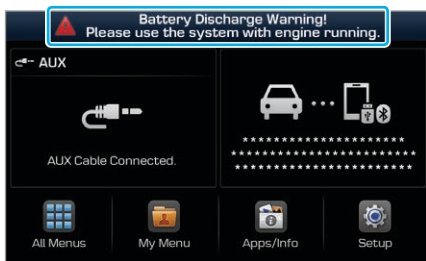 Battery Discharge Warning!
Please use the system with engine running.
AUX
AUX Cable Connected.
*********************
************************
***********************
All Menus
My Menu
Apps/Info
Setup